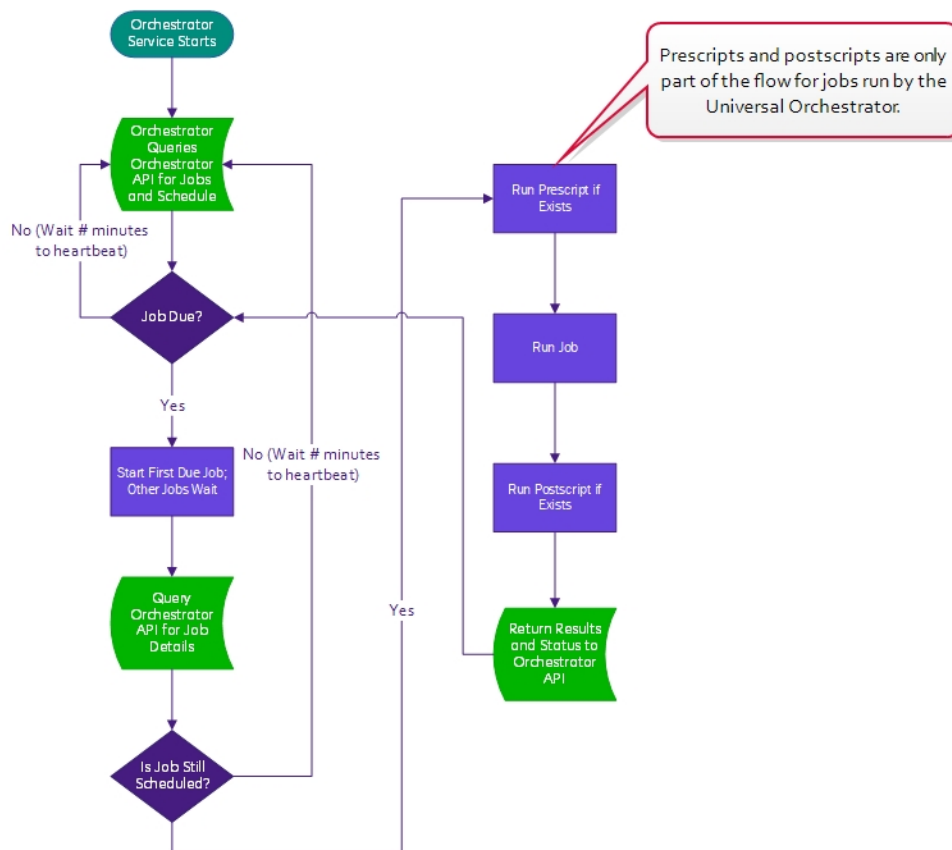 Orchestrator
Service Starts
Prescripts and postscripts are only
part of the flow for jobs run by the
Universal Orchestrator.
Orchestrator
Queries
Orchestrator
API for Jobs
and Schedule
Run Prescript if
Exists
No (Wait # minutes
to heartbeat)
Job Due?
Run Job
Yes
No (Wait # minutes
to heartbeat)
Start First Due Job;
Other Jobs Wait
Run Postscript if
Exists
Query
Orchestrator
API for Job
Details
Yes
Return Results
and Status to
Orchestrator
API
Is Job Still
Scheduled?